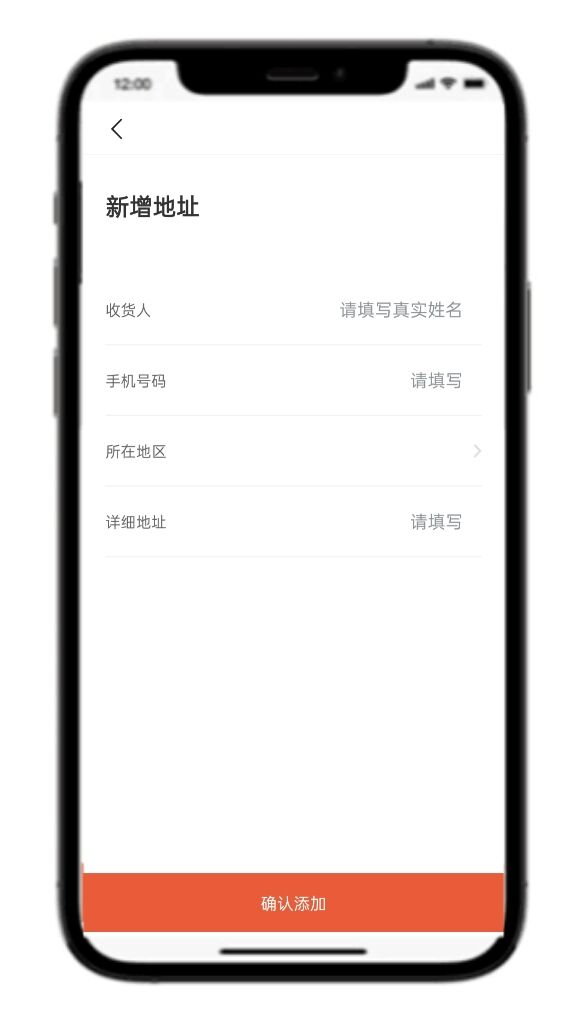 12:00
新增地址
收货人 请填写真实姓名
手机号码 请填写
所在地区
详细地址 请填写
确认添加